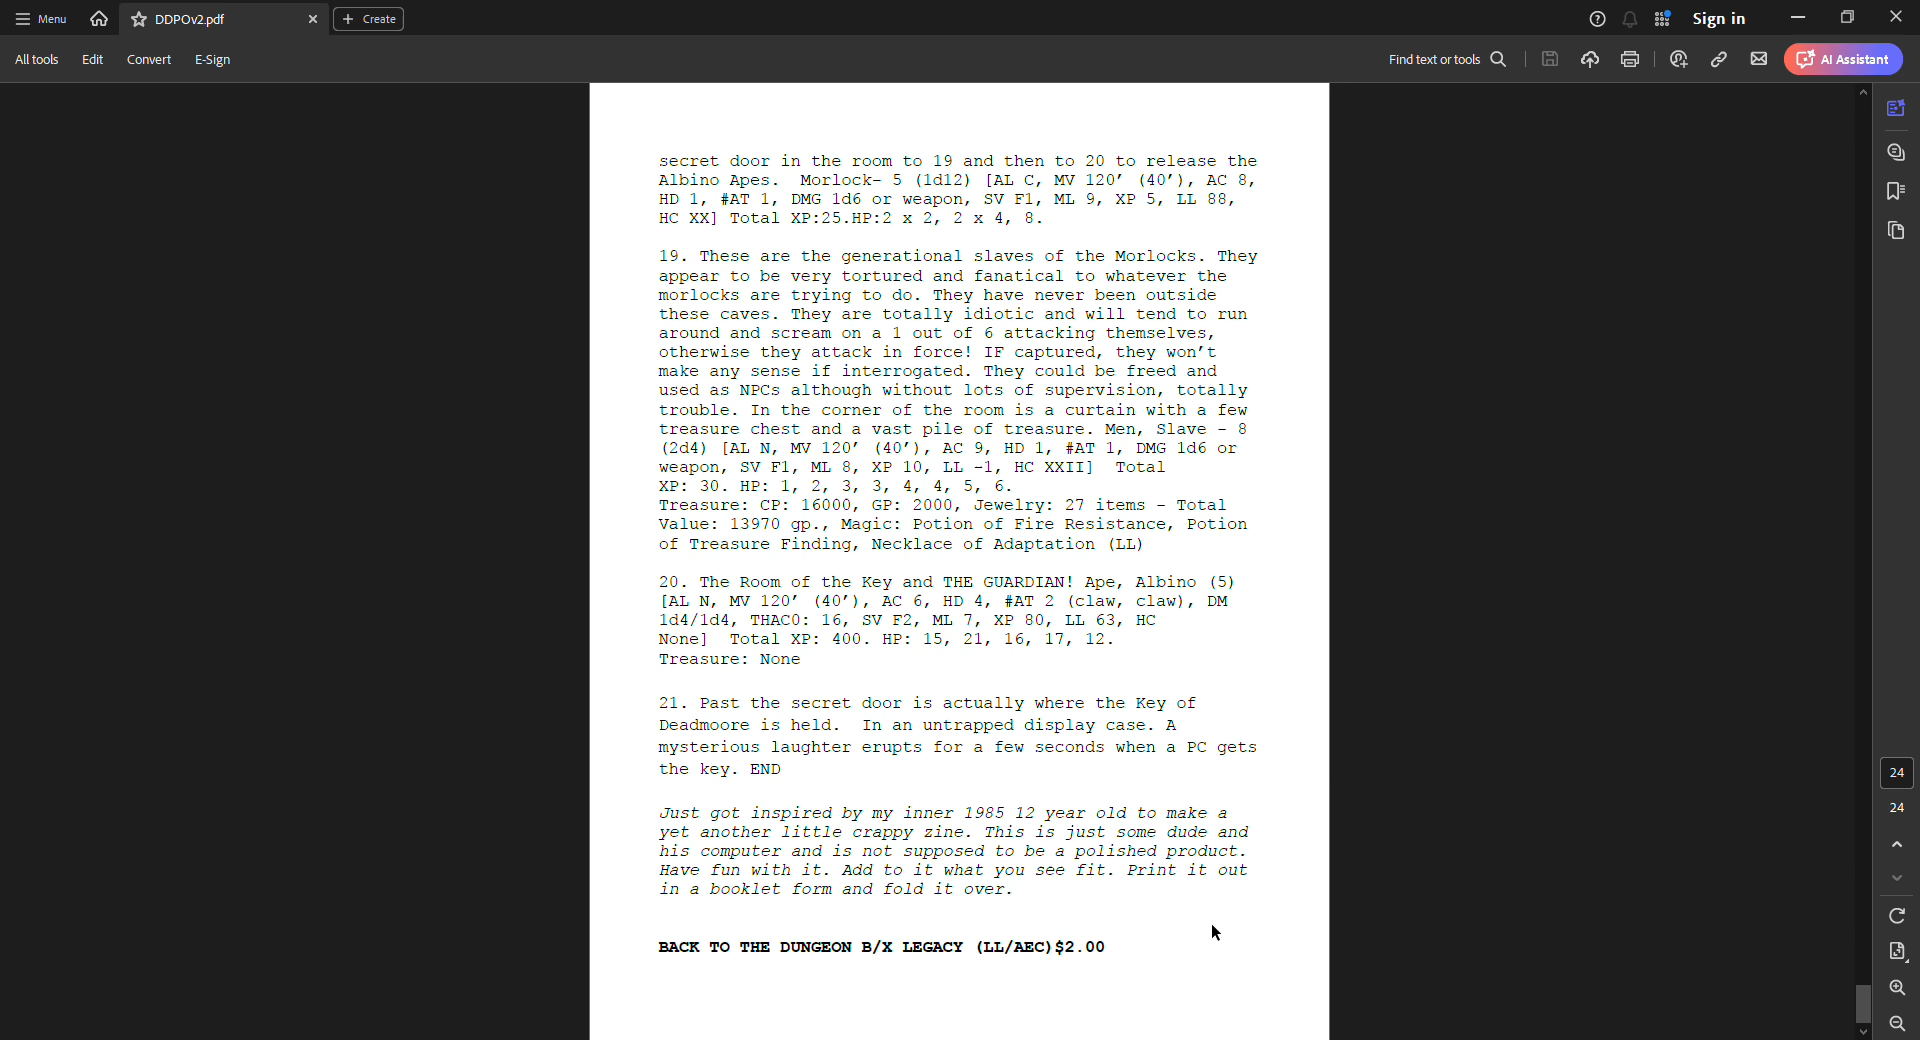 Menu
DDPOv2.pdf
Create
Sign in
All tools
Edit
Convert
E-Sign
Find text or tools
AI Assistant
secret door in the room to 19 and then to 20 to release the
Albino Apes.  Morlock- 5 (1d12) [AL C, MV 120’ (40’), AC 8,
HD 1, #AT 1, DMG 1d6 or weapon, SV F1, ML 9, XP 5, LL 88,
HC XX] Total XP:25.HP:2 x 2, 2 x 4, 8.
19. These are the generational slaves of the Morlocks. They
appear to be very tortured and fanatical to whatever the
morlocks are trying to do. They have never been outside
these caves. They are totally idiotic and will tend to run
around and scream on a 1 out of 6 attacking themselves,
otherwise they attack in force! IF captured, they won’t
make any sense if interrogated. They could be freed and
used as NPCs although without lots of supervision, totally
trouble. In the corner of the room is a curtain with a few
treasure chest and a vast pile of treasure. Men, Slave - 8
(2d4) [AL N, MV 120’ (40’), AC 9, HD 1, #AT 1, DMG 1d6 or
weapon, SV F1, ML 8, XP 10, LL -1, HC XXII]  Total
XP: 30. HP: 1, 2, 3, 3, 4, 4, 5, 6.
Treasure: CP: 16000, GP: 2000, Jewelry: 27 items - Total
Value: 13970 gp., Magic: Potion of Fire Resistance, Potion
of Treasure Finding, Necklace of Adaptation (LL)
20. The Room of the Key and THE GUARDIAN! Ape, Albino (5)
[AL N, MV 120’ (40’), AC 6, HD 4, #AT 2 (claw, claw), DM
1d4/1d4, THAC0: 16, SV F2, ML 7, XP 80, LL 63, HC
None]  Total XP: 400. HP: 15, 21, 16, 17, 12.
Treasure: None
21. Past the secret door is actually where the Key of
Deadmoore is held.  In an untrapped display case. A
mysterious laughter erupts for a few seconds when a PC gets
the key. END
Just got inspired by my inner 1985 12 year old to make a
yet another little crappy zine. This is just some dude and
his computer and is not supposed to be a polished product.
Have fun with it. Add to it what you see fit. Print it out
in a booklet form and fold it over.
BACK TO THE DUNGEON B/X LEGACY (LL/AEC)$2.00
24
24